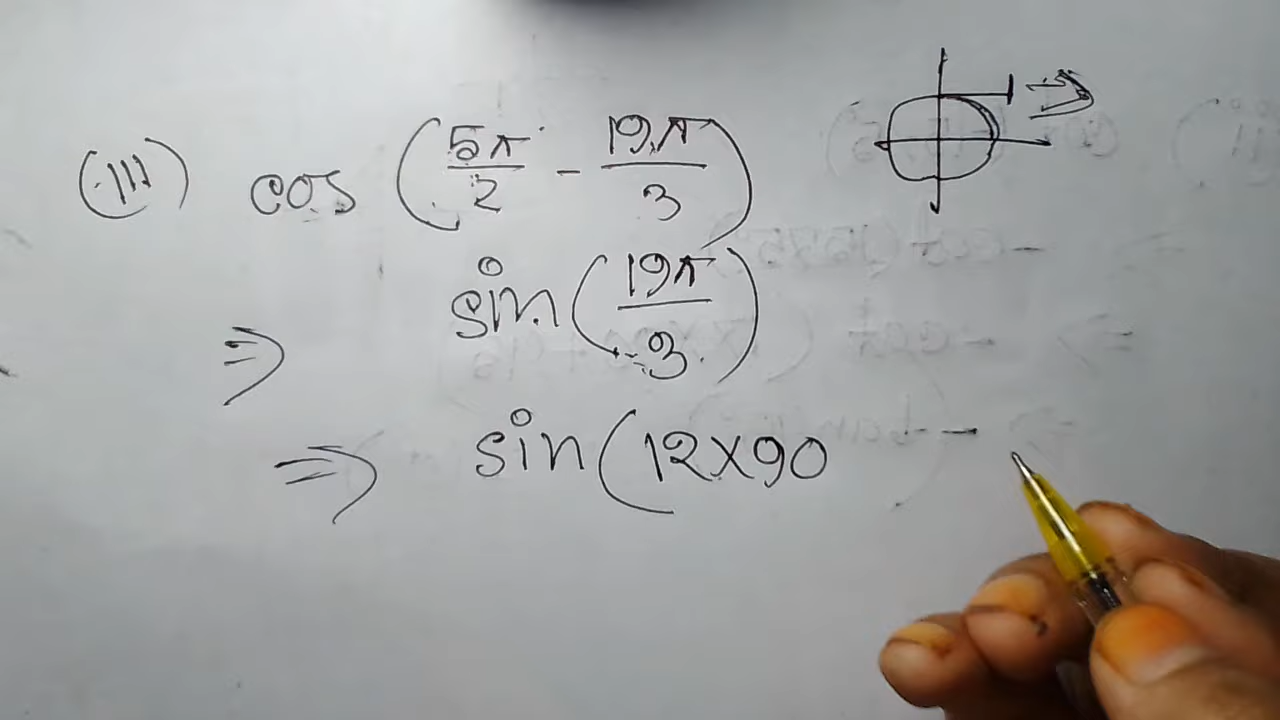 (III) cos (5π/2 - 19π/3)
⇒ sin (19π/3)
⇒ sin (12×90